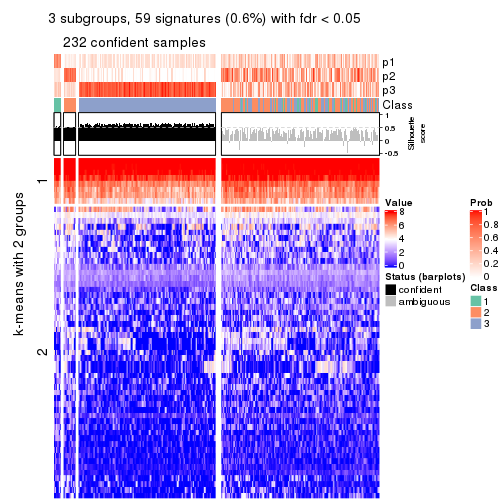 3 subgroups, 59 signatures (0.6%) with fdr < 0.05
232 confident samples
p1
p2
p3
Class
1
0.5
0
-0.5
Silhouette
score
k-means with 2 groups
1
2
Value
8
6
4
2
0
Status (barplots)
confident
ambiguous
Prob
1
0.8
0.6
0.4
0.2
0
Class
1
2
3